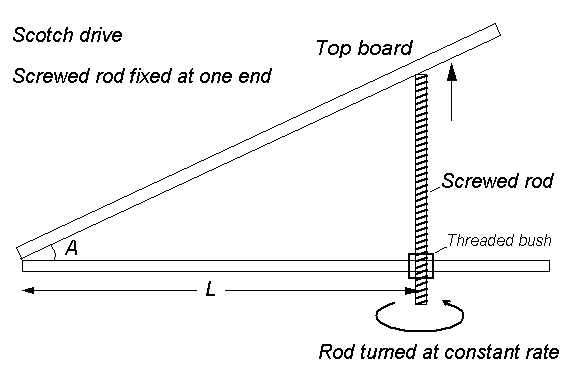 Scotch drive
Top board
Screwed rod fixed at one end
Screwed rod
Threaded bush
A
L
Rod turned at constant rate